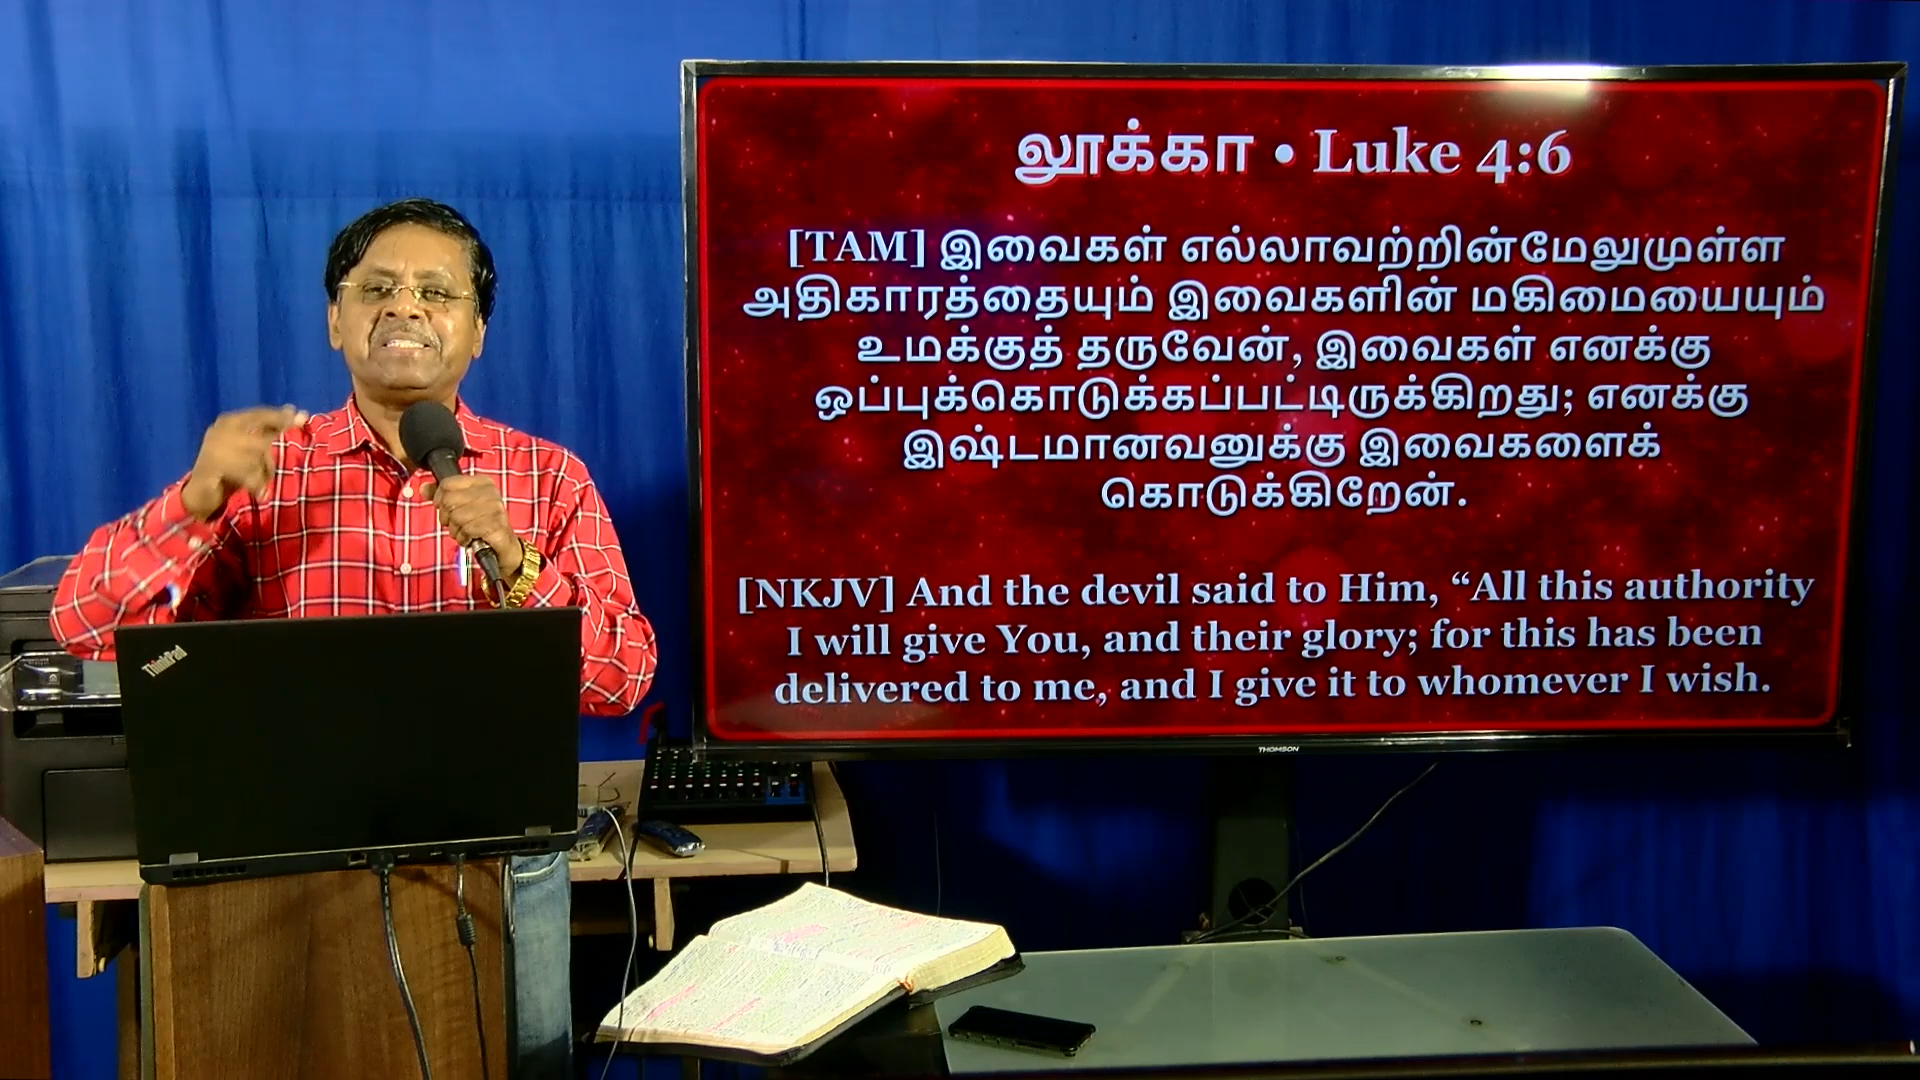 லூக்கா • Luke 4:6
[TAM] இவைகள் எல்லாவற்றின்மேலுமுள்ள
அதிகாரத்தையும் இவைகளின் மகிமையையும்
உமக்குத் தருவேன், இவைகள் எனக்கு
ஒப்புக்கொடுக்கப்பட்டிருக்கிறது; எனக்கு
இஷ்டமானவனுக்கு இவைகளைக்
கொடுக்கிறேன்.
[NKJV] And the devil said to Him, “All this authority
I will give You, and their glory; for this has been
delivered to me, and I give it to whomever I wish.
THOMSON
ThinkPad